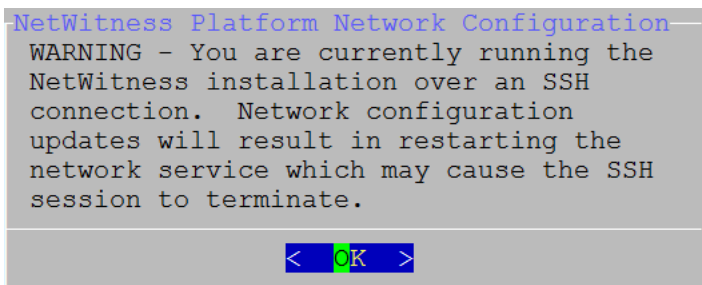 NetWitness Platform Network Configuration
WARNING - You are currently running the
NetWitness installation over an SSH
connection.  Network configuration
updates will result in restarting the
network service which may cause the SSH
session to terminate.
<  OK  >